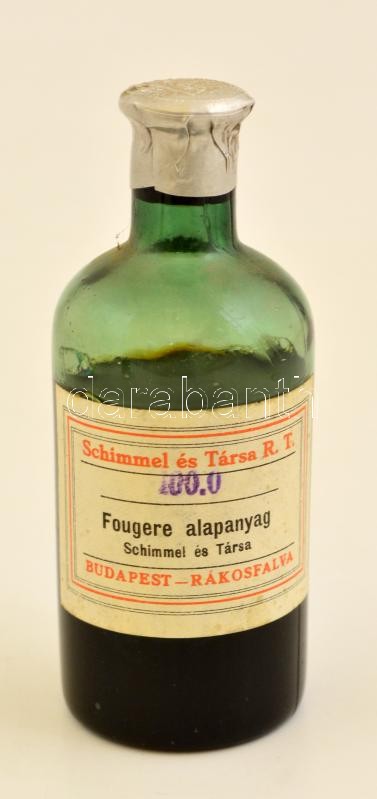 darabanth
Schimmel és Társa R. T.
100.0
Fougere alapanyag
Schimmel és Társa
BUDAPEST—RÁKOSFALVA